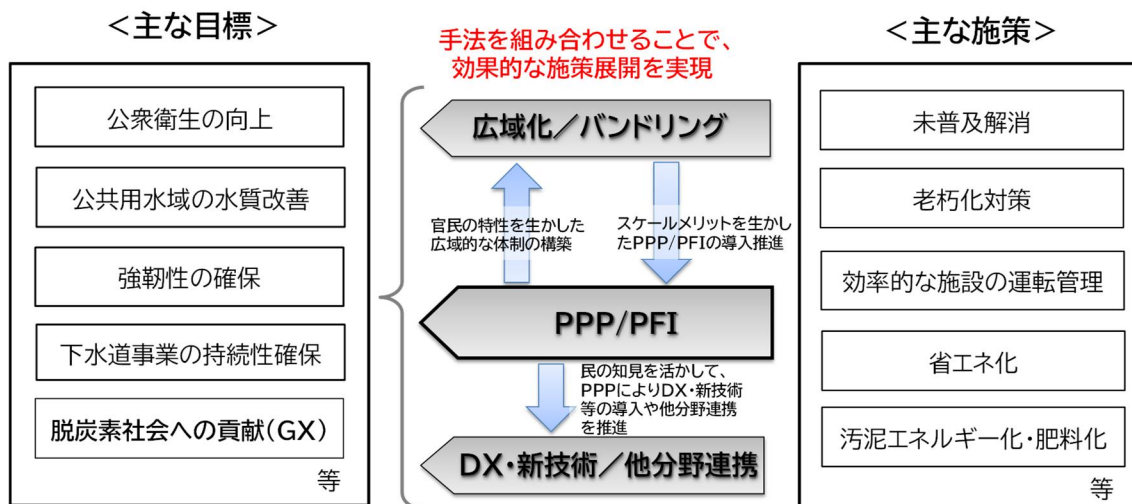 ＜主な目標＞
公衆衛生の向上
公共用水域の水質改善
強靭性の確保
下水道事業の持続性確保
脱炭素社会への貢献(GX)
等
手法を組み合わせることで、
効果的な施策展開を実現
広域化／バンドリング
官民の特性を生かした
広域的な体制の構築
スケールメリットを生かし
たPPP/PFIの導入推進
PPP/PFI
民の知見を活かして、
PPPによりDX・新技術
等の導入や他分野連携
を推進
DX・新技術／他分野連携
＜主な施策＞
未普及解消
老朽化対策
効率的な施設の運転管理
省エネ化
汚泥エネルギー化・肥料化
等